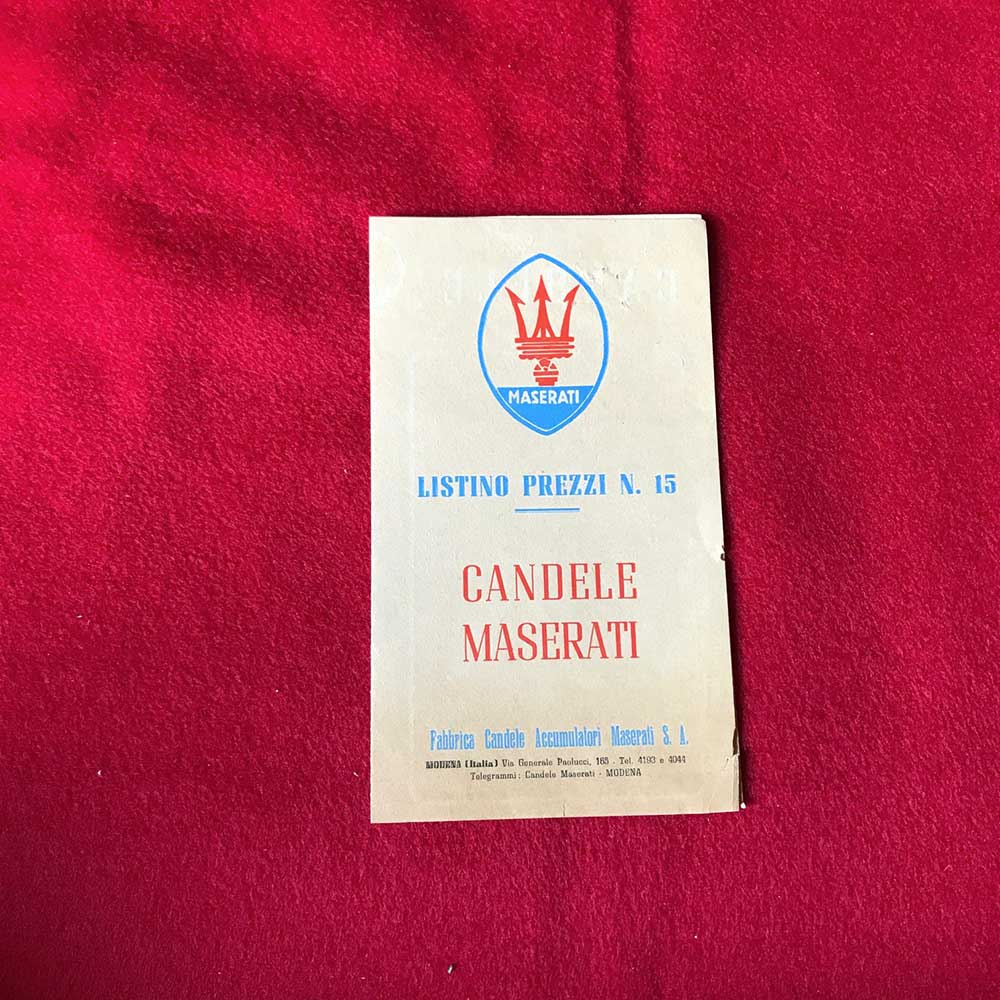 MASERATI
LISTINO PREZZI N. 15
CANDELE
MASERATI
Fabbrica Candele Accumulatori Maserati S. A.
MODENA (Italia) Via Generale Paolucci, 165 - Tel. 4193 e 4044
Telegrammi: Candele Maserati - MODENA